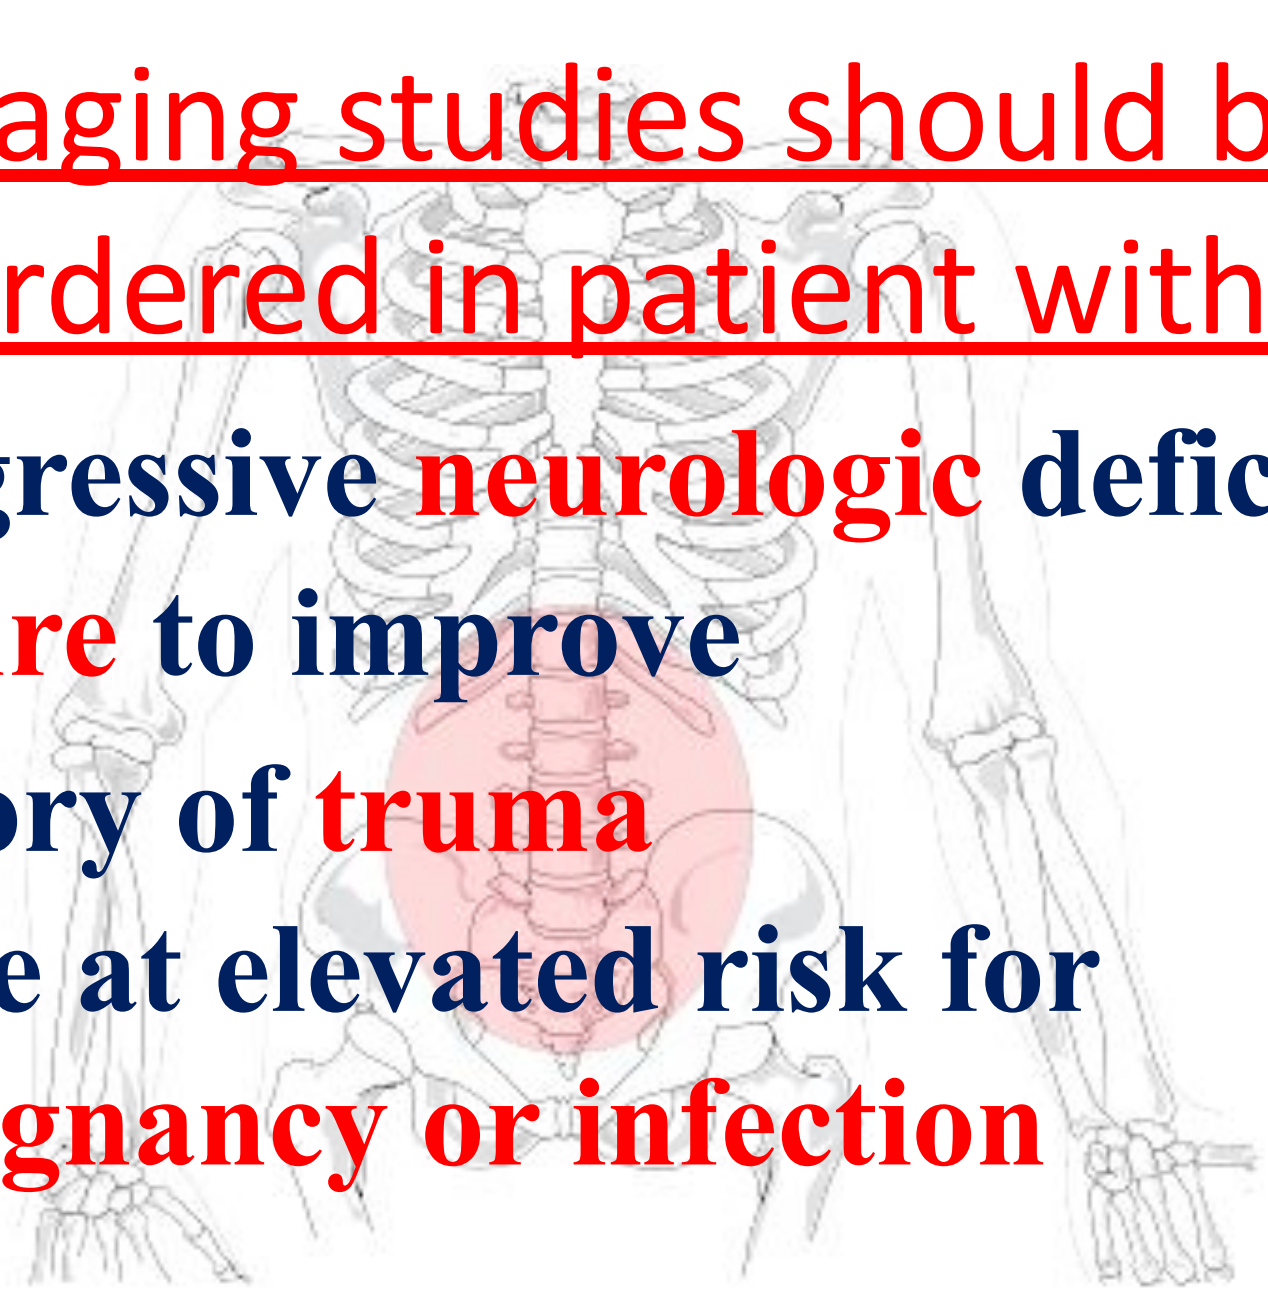 aging studies should b
rdered in patient with
gressive neurologic defic
re to improve
ory of truma
e at elevated risk for
gnancy or infection